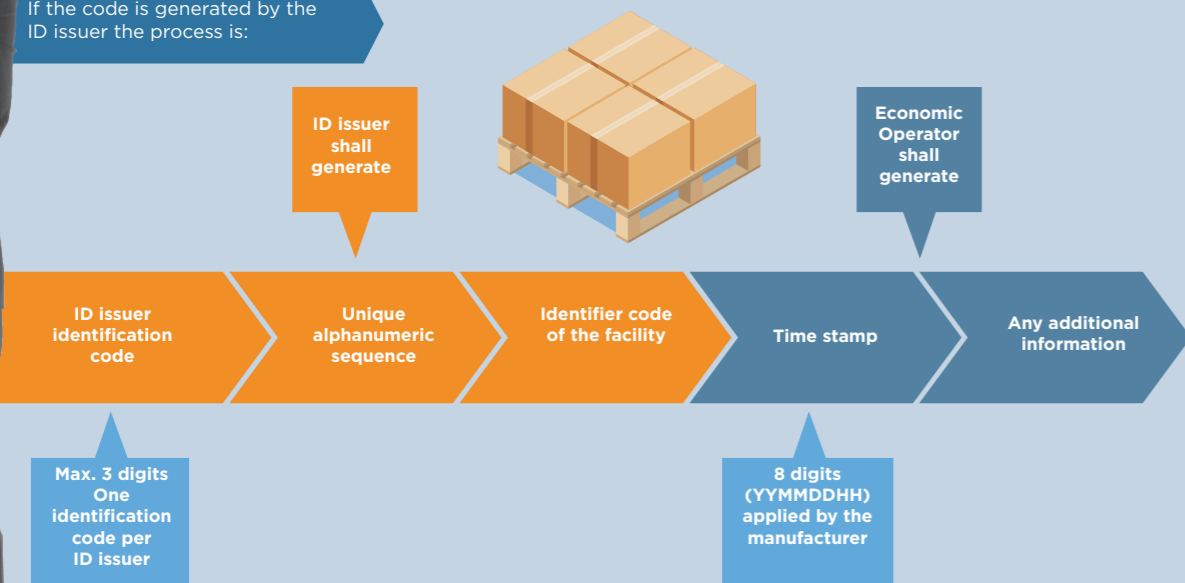 If the code is generated by the
ID issuer the process is:
ID issuer
shall
generate
Economic
Operator
shall
generate
ID issuer
identification
code
Unique
alphanumeric
sequence
Identifier code
of the facility
Time stamp
Any additional
information
Max. 3 digits
One
identification
code per
ID issuer
8 digits
(YYMMDDHH)
applied by the
manufacturer